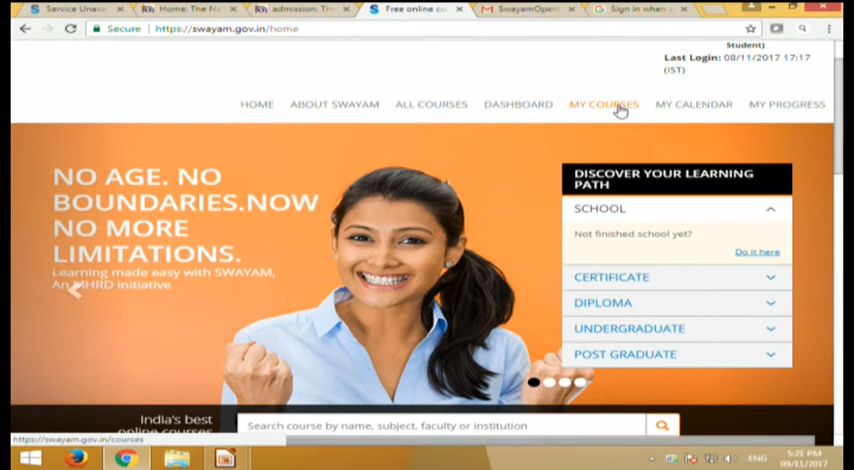 Service Unava
Home: The Na
admission: The
Free online co
SwayamOper
Sign in when a
Secure https://swayam.gov.in/home
Student)
Last Login: 08/11/2017 17:17
(IST)
HOME ABOUT SWAYAM ALL COURSES DASHBOARD MY COURSES MY CALENDAR MY PROGRESS
NO AGE. NO
BOUNDARIES.NOW
NO MORE
LIMITATIONS.
Learning made easy with SWAYAM,
An MHRD initiative
DISCOVER YOUR LEARNING
PATH
SCHOOL
Not finished school yet?
Do it here
CERTIFICATE
DIPLOMA
UNDERGRADUATE
POST GRADUATE
India's best
online courses
Search course by name, subject, faculty or institution
https://swayam.gov.in/courses
ENG
5:21 PM
09/11/2017